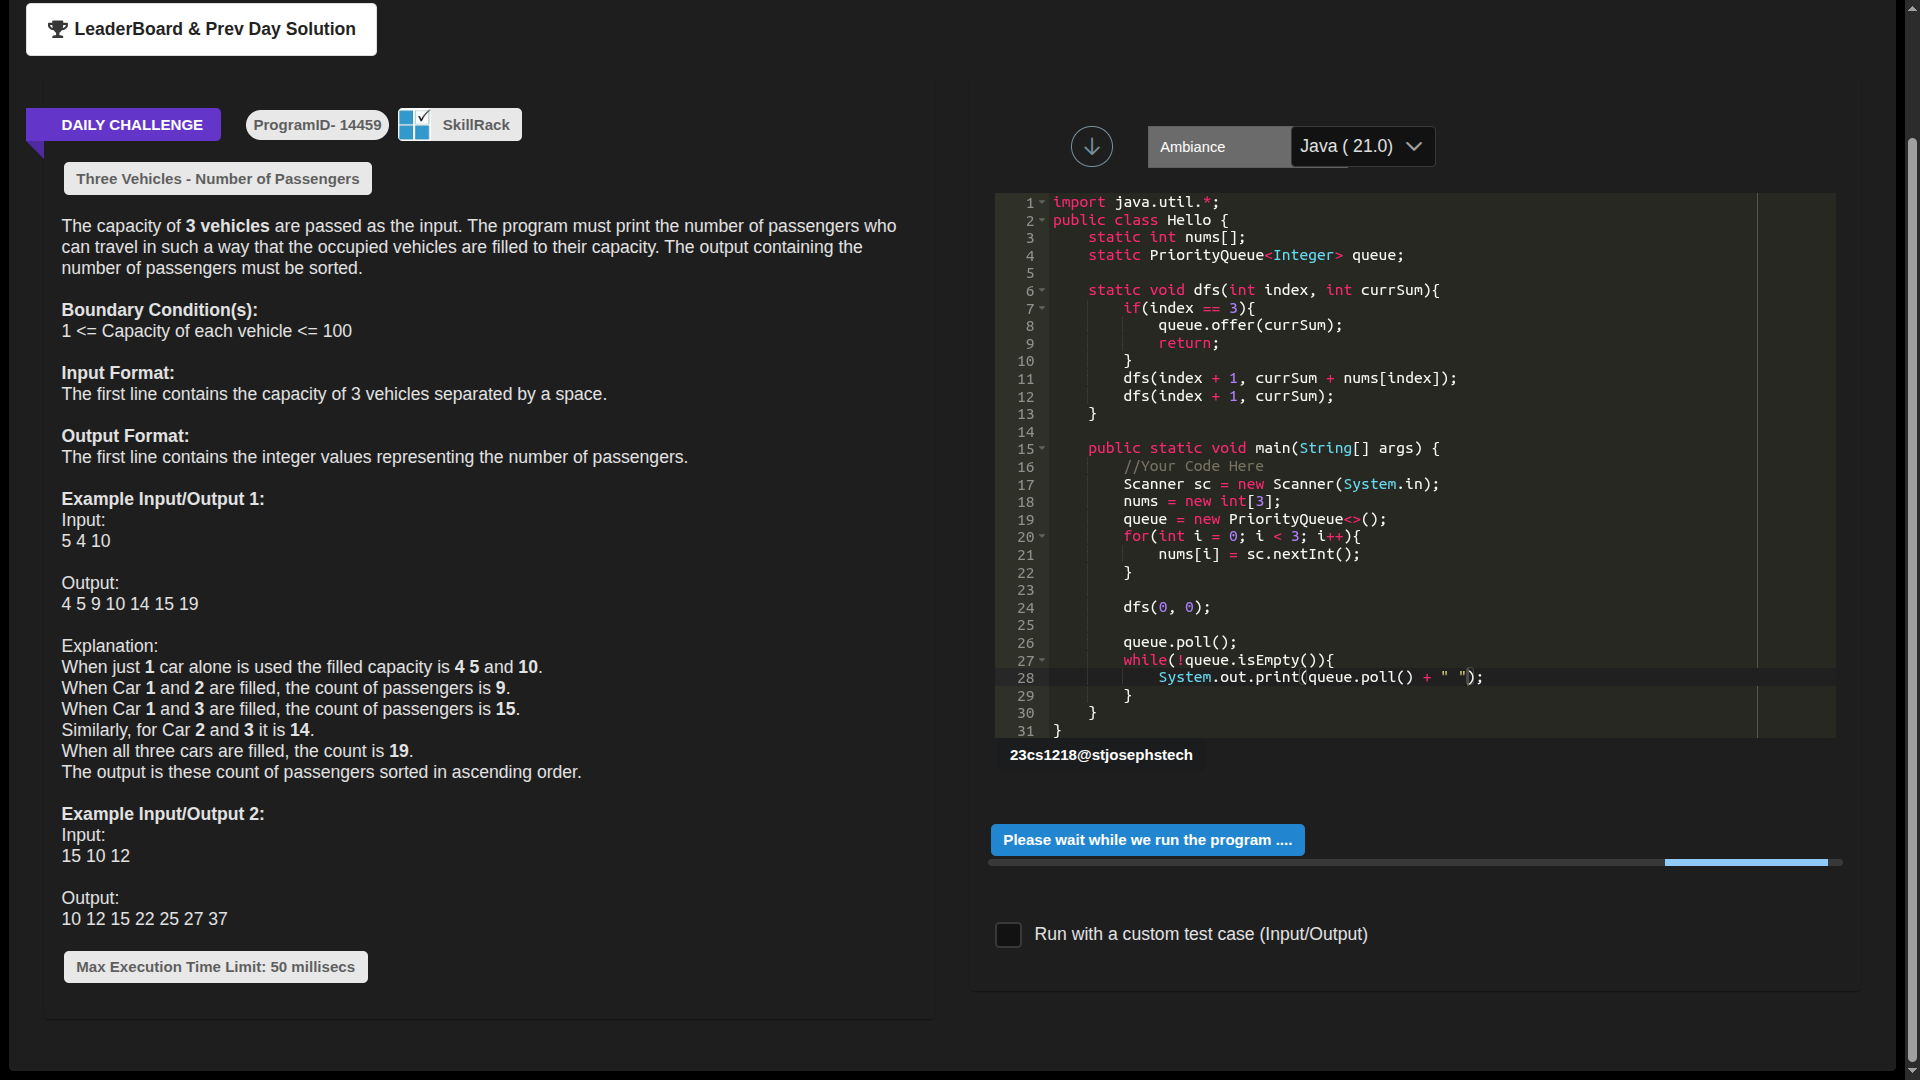 LeaderBoard & Prev Day Solution
DAILY CHALLENGE
ProgramID- 14459
SkillRack
Three Vehicles - Number of Passengers
The capacity of 3 vehicles are passed as the input. The program must print the number of passengers who
can travel in such a way that the occupied vehicles are filled to their capacity. The output containing the
number of passengers must be sorted.
Boundary Condition(s):
1 <= Capacity of each vehicle <= 100
Input Format:
The first line contains the capacity of 3 vehicles separated by a space.
Output Format:
The first line contains the integer values representing the number of passengers.
Example Input/Output 1:
Input:
5 4 10
Output:
4 5 9 10 14 15 19
Explanation:
When just 1 car alone is used the filled capacity is 4 5 and 10.
When Car 1 and 2 are filled, the count of passengers is 9.
When Car 1 and 3 are filled, the count of passengers is 15.
Similarly, for Car 2 and 3 it is 14.
When all three cars are filled, the count is 19.
The output is these count of passengers sorted in ascending order.
Example Input/Output 2:
Input:
15 10 12
Output:
10 12 15 22 25 27 37
Max Execution Time Limit: 50 millisecs
Ambiance
Java ( 21.0)
1 import java.util.*;
2 public class Hello {
3     static int nums[];
4     static PriorityQueue<Integer> queue;
5
6     static void dfs(int index, int currSum){
7         if(index == 3){
8             queue.offer(currSum);
9             return;
10         }
11         dfs(index + 1, currSum + nums[index]);
12         dfs(index + 1, currSum);
13     }
14
15     public static void main(String[] args) {
16         //Your Code Here
17         Scanner sc = new Scanner(System.in);
18         nums = new int[3];
19         queue = new PriorityQueue<>();
20         for(int i = 0; i < 3; i++){
21             nums[i] = sc.nextInt();
22         }
23
24         dfs(0, 0);
25
26         queue.poll();
27         while(!queue.isEmpty()){
28             System.out.print(queue.poll() + " ");
29         }
30     }
31 }
23cs1218@stjosephstech
Please wait while we run the program ....
Run with a custom test case (Input/Output)